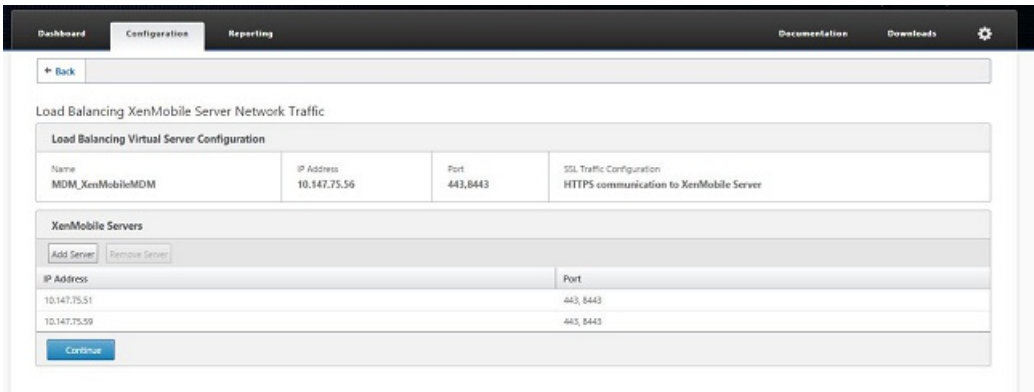 Dashboard Configuration Reporting Documentation Downloads
← Back
Load Balancing XenMobile Server Network Traffic
Load Balancing Virtual Server Configuration
Name IP Address Port SSL Traffic Configuration
MDM_XenMobileMDM 10.147.75.56 443,8443 HTTPS communication to XenMobile Server
XenMobile Servers
Add Server Remove Server
IP Address Port
10.147.75.51 443, 8443
10.147.75.59 443, 8443
Continue